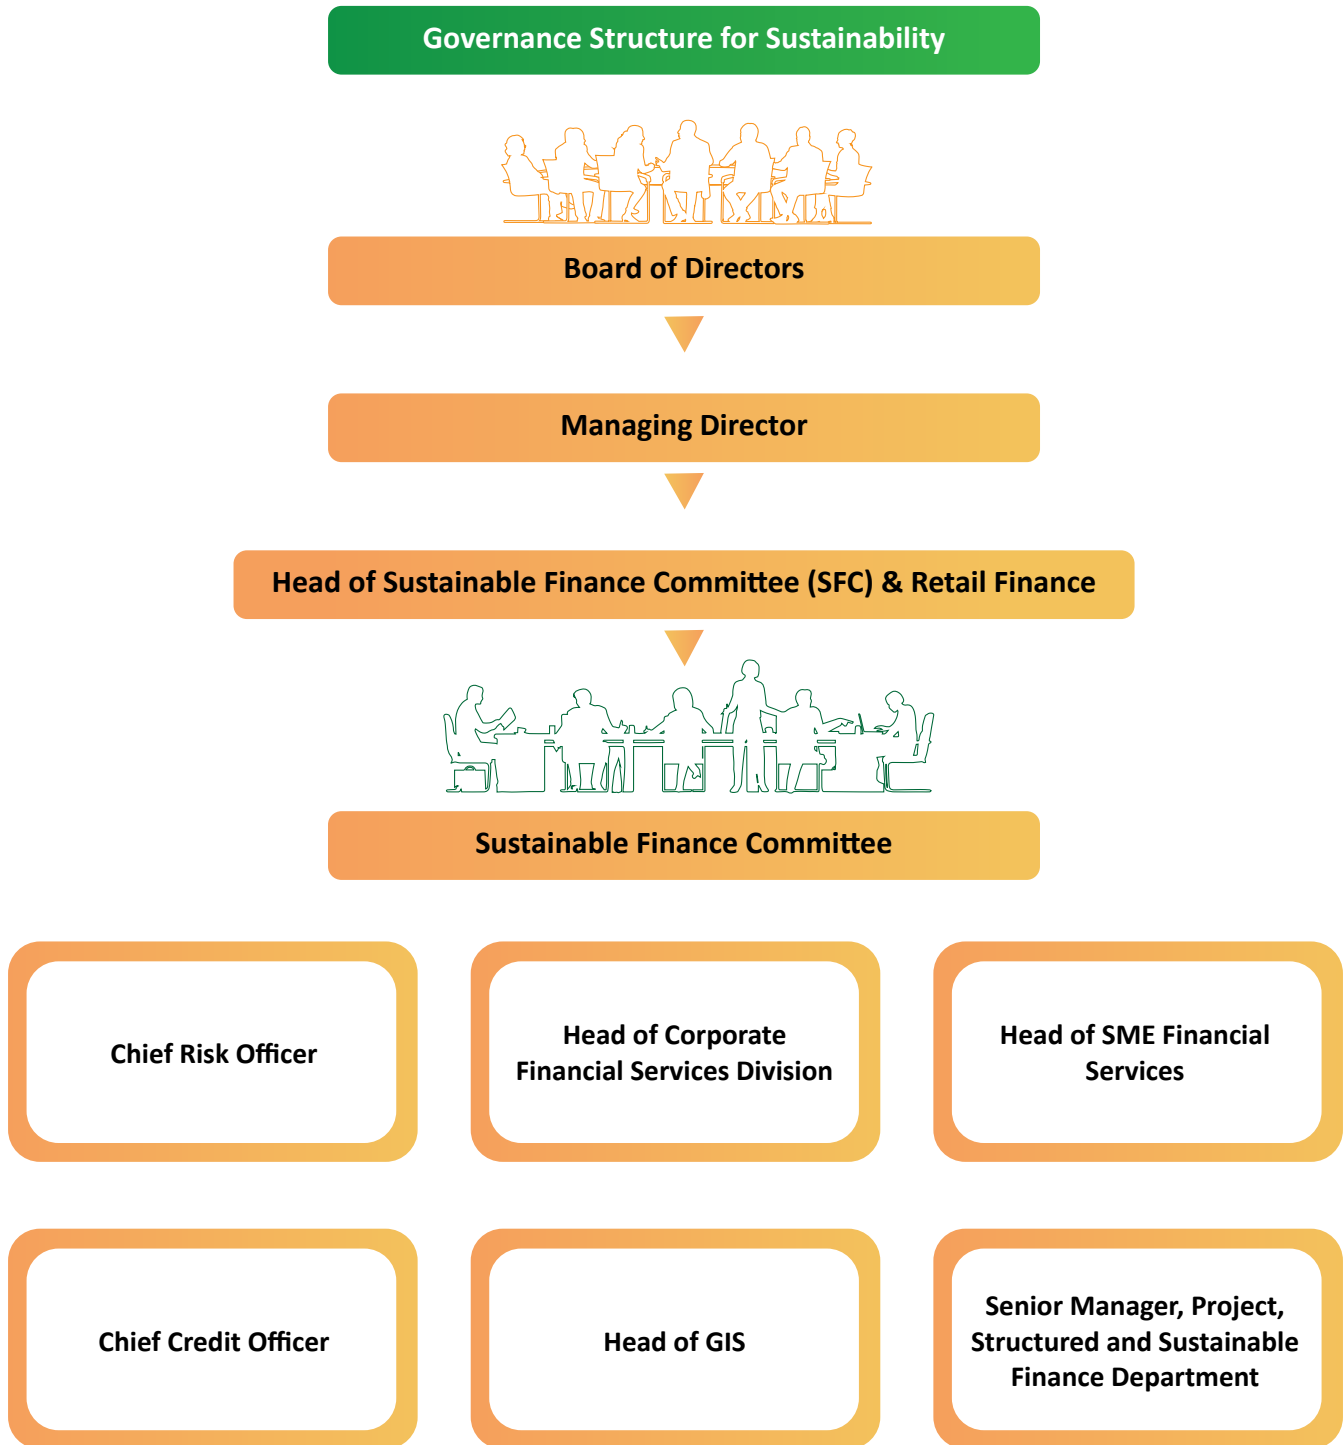 Governance Structure for Sustainability
Board of Directors
Managing Director
Head of Sustainable Finance Committee (SFC) & Retail Finance
Sustainable Finance Committee
Chief Risk Officer
Head of Corporate
Financial Services Division
Head of SME Financial
Services
Chief Credit Officer
Head of GIS
Senior Manager, Project,
Structured and Sustainable
Finance Department